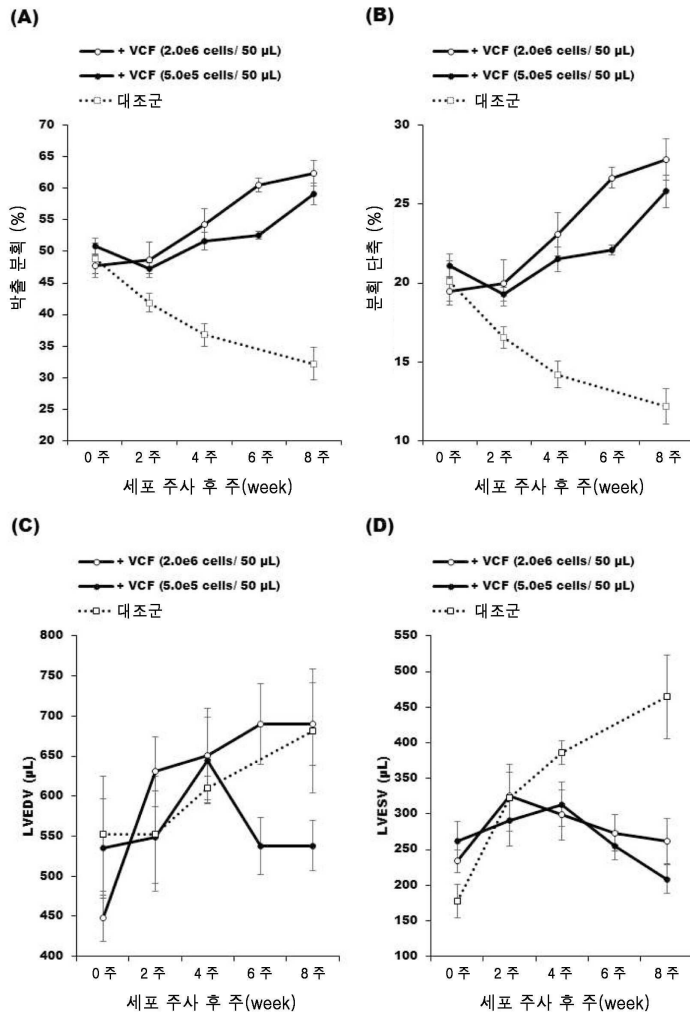 (A)
+ VCF (2.0e6 cells/ 50 µL)
+ VCF (5.0e5 cells/ 50 µL)
대조군
박출 분획 (%)
70
65
60
55
50
45
40
35
30
25
20
0 주 2 주 4 주 6 주 8 주
세포 주사 후 주(week)
(B)
+ VCF (2.0e6 cells/ 50 µL)
+ VCF (5.0e5 cells/ 50 µL)
대조군
분획 단축 (%)
30
25
20
15
10
0 주 2 주 4 주 6 주 8 주
세포 주사 후 주(week)
(C)
+ VCF (2.0e6 cells/ 50 µL)
+ VCF (5.0e5 cells/ 50 µL)
대조군
LVEDV (µL)
800
750
700
650
600
550
500
450
400
0 주 2 주 4 주 6 주 8 주
세포 주사 후 주(week)
(D)
+ VCF (2.0e6 cells/ 50 µL)
+ VCF (5.0e5 cells/ 50 µL)
대조군
LVESV (µL)
550
500
450
400
350
300
250
200
150
100
0 주 2 주 4 주 6 주 8 주
세포 주사 후 주(week)